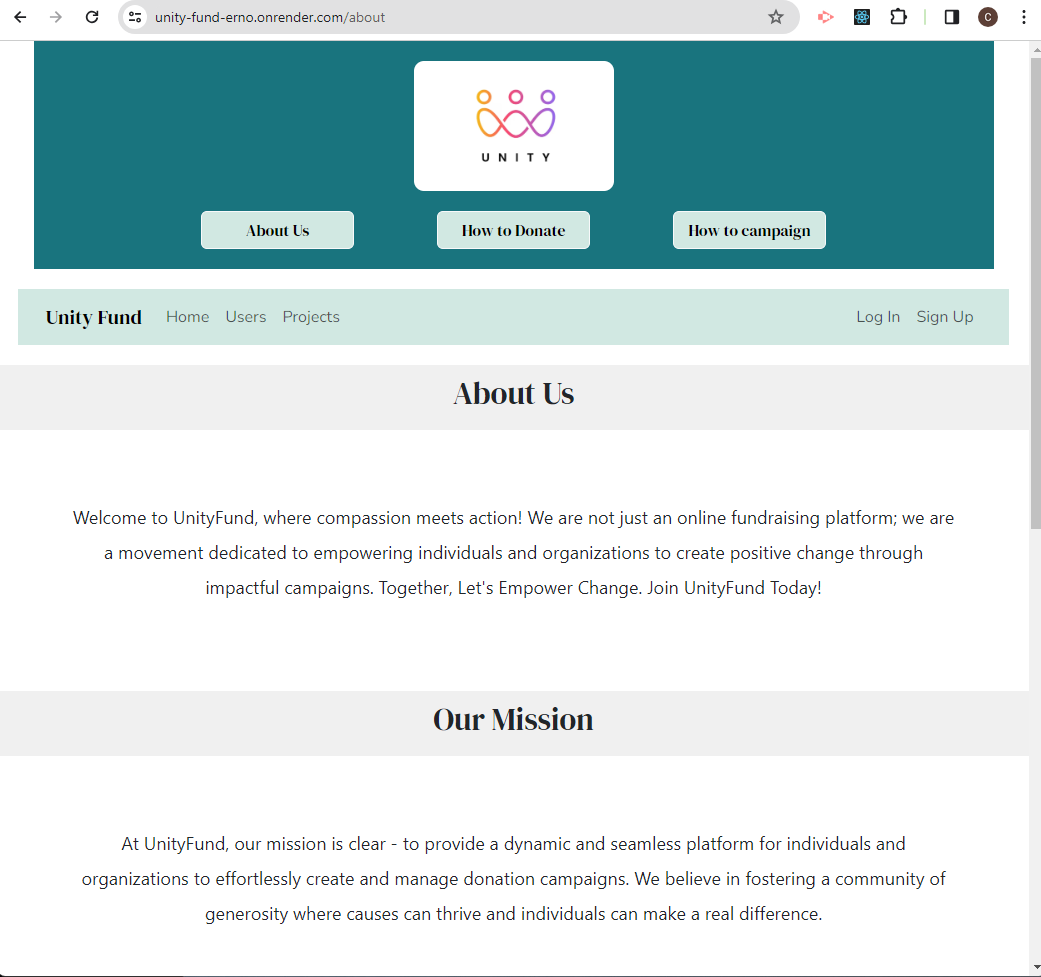 unity-fund-erno.onrender.com/about
C
UNITY
About Us
How to Donate
How to campaign
Unity Fund Home Users Projects Log In Sign Up
About Us
Welcome to UnityFund, where compassion meets action! We are not just an online fundraising platform; we are
a movement dedicated to empowering individuals and organizations to create positive change through
impactful campaigns. Together, Let's Empower Change. Join UnityFund Today!
Our Mission
At UnityFund, our mission is clear - to provide a dynamic and seamless platform for individuals and
organizations to effortlessly create and manage donation campaigns. We believe in fostering a community of
generosity where causes can thrive and individuals can make a real difference.